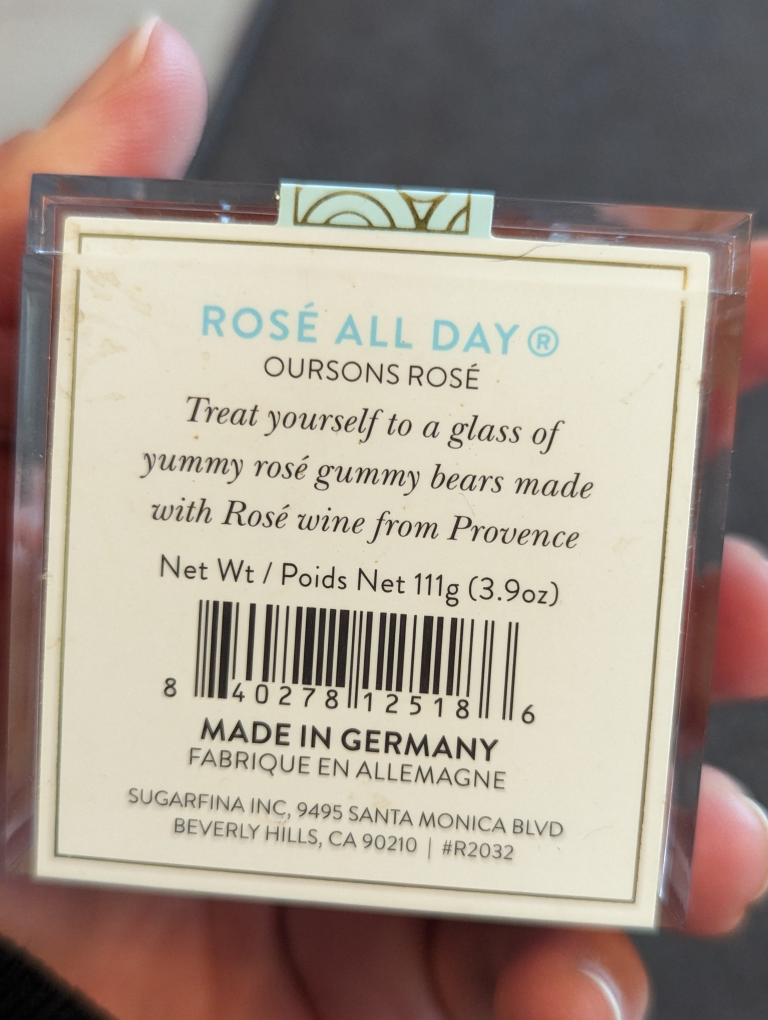 ROSÉ ALL DAY®
OURSONS ROSÉ
Treat yourself to a glass of
yummy rosé gummy bears made
with Rosé wine from Provence
Net Wt / Poids Net 111g (3.9oz)
8 40278 12518 6
MADE IN GERMANY
FABRIQUE EN ALLEMAGNE
SUGARFINA INC, 9495 SANTA MONICA BLVD
BEVERLY HILLS, CA 90210 | #R2032